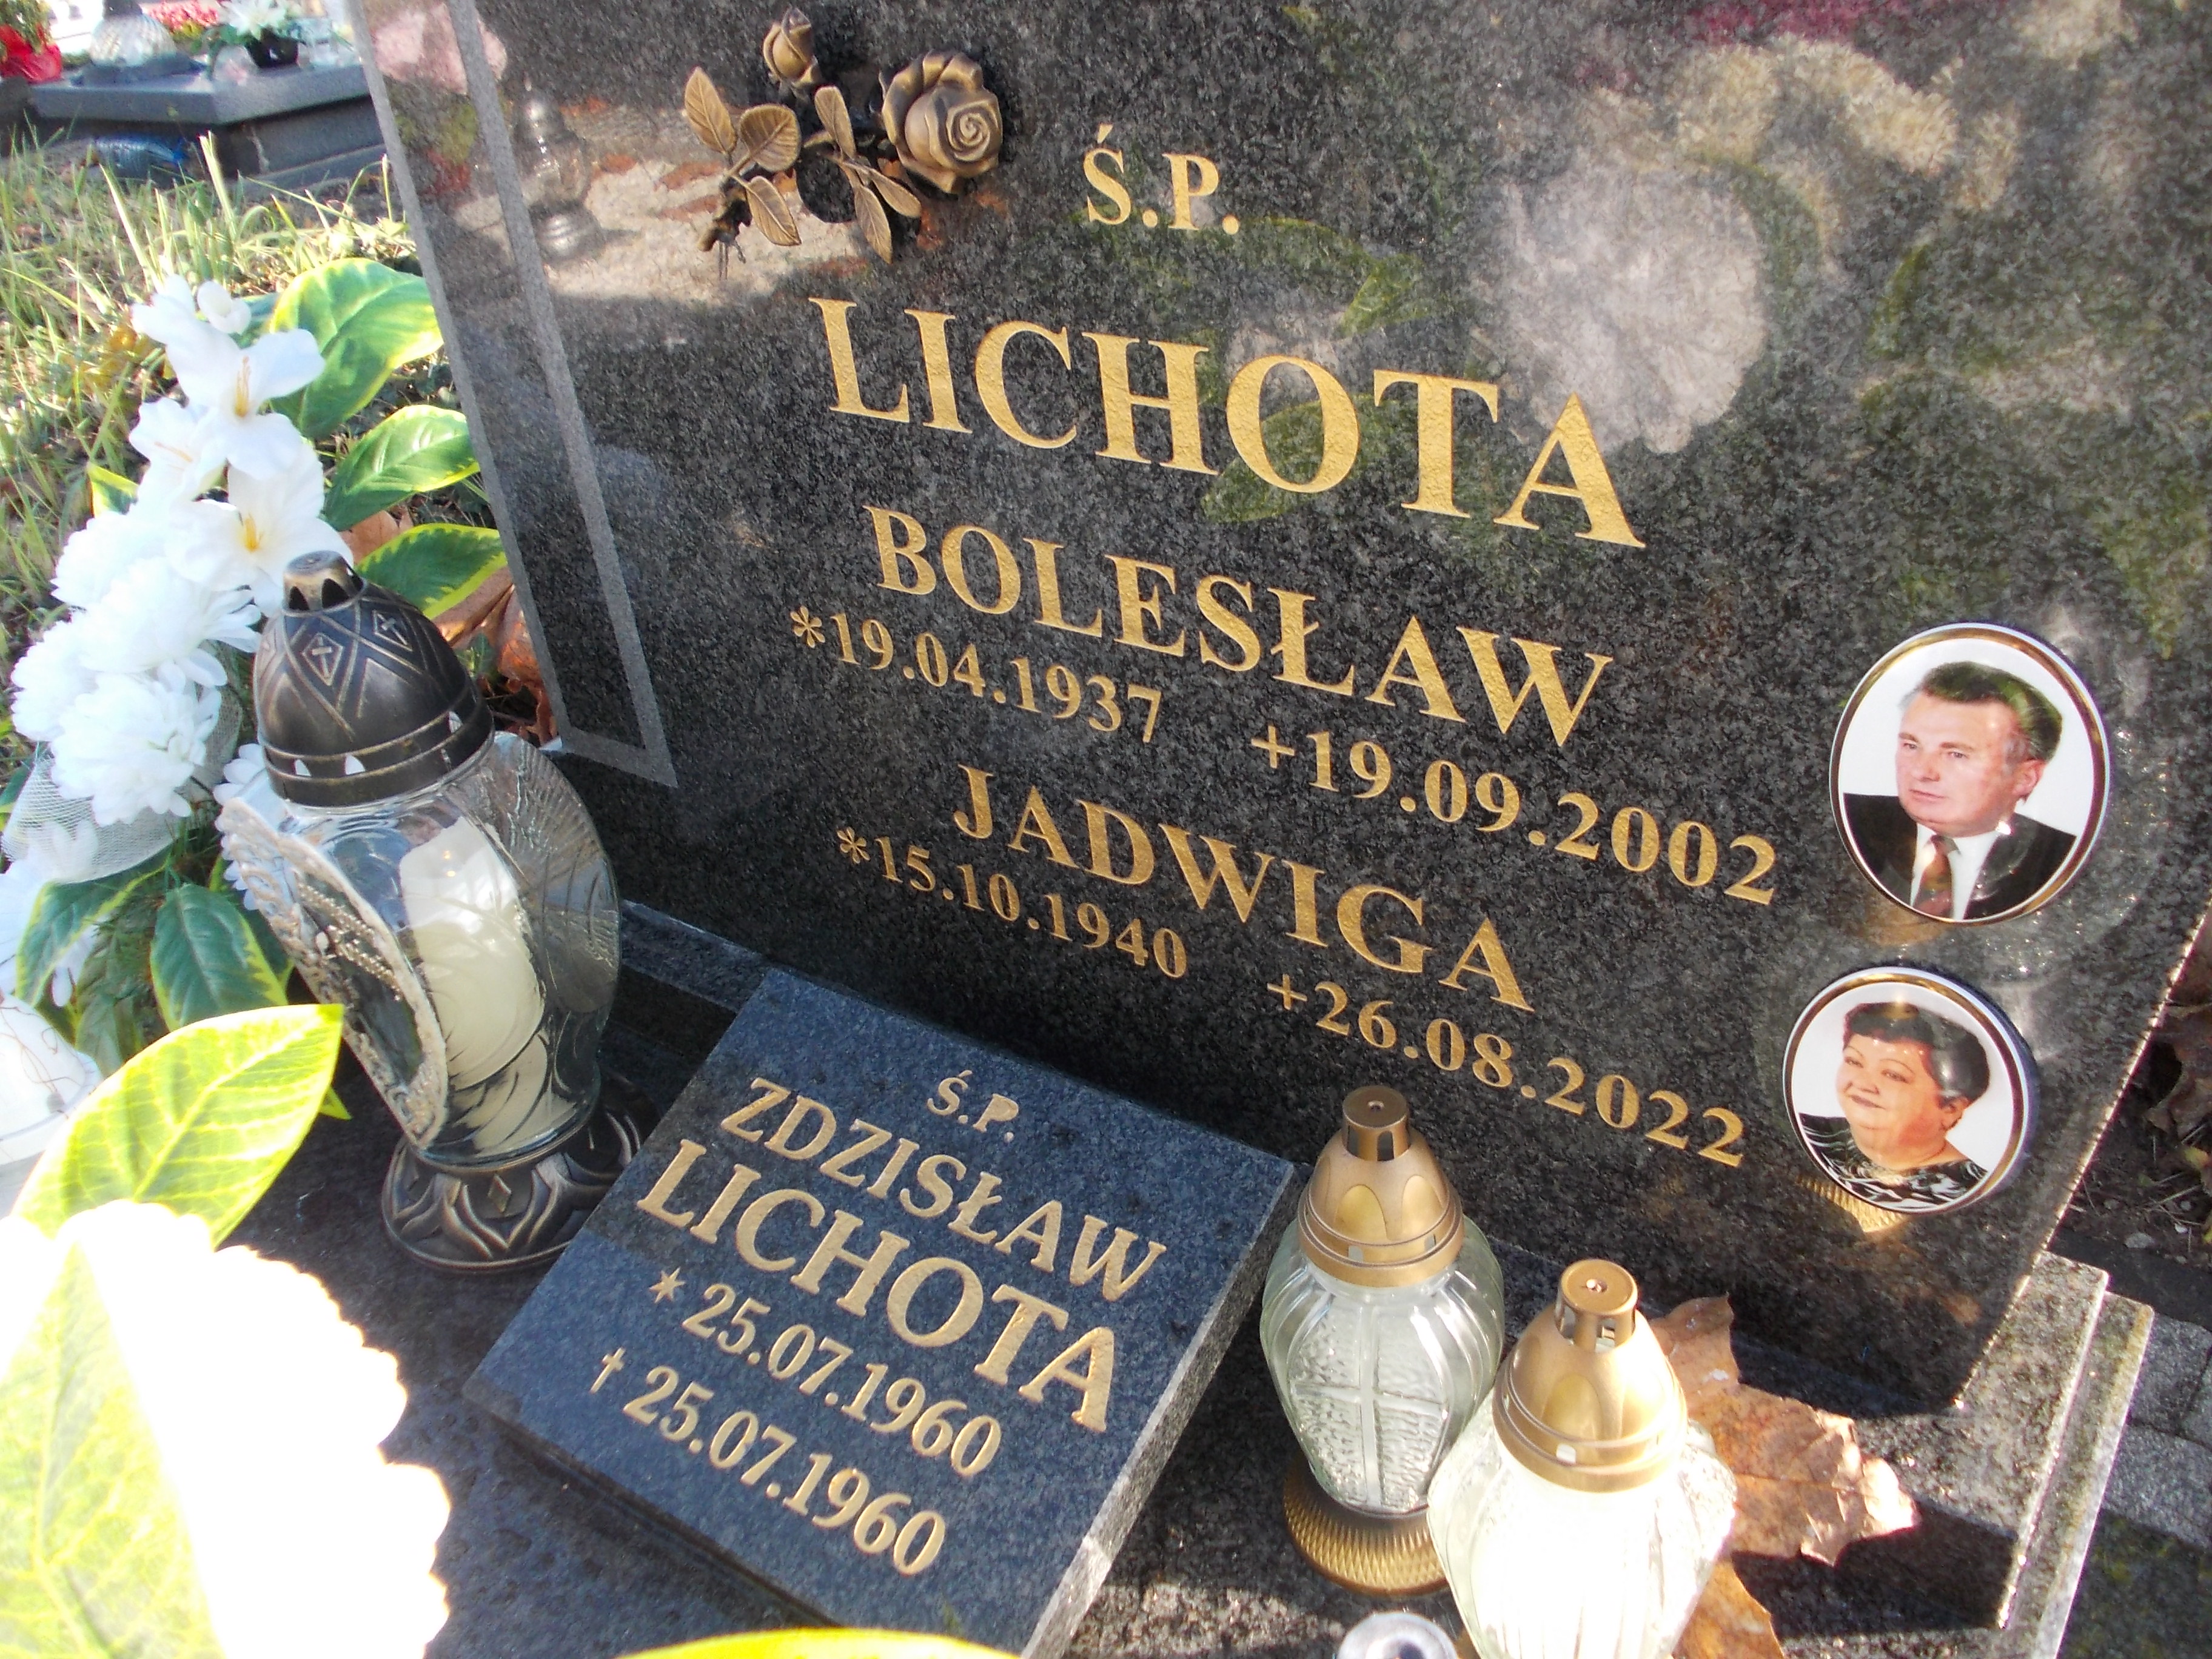 Ś.P.
LICHOTA
BOLESŁAW
*19.04.1937 +19.09.2002
JADWIGA
*15.10.1940 +26.08.2022
Ś.P.
ZDZISŁAW
LICHOTA
* 25.07.1960
† 25.07.1960